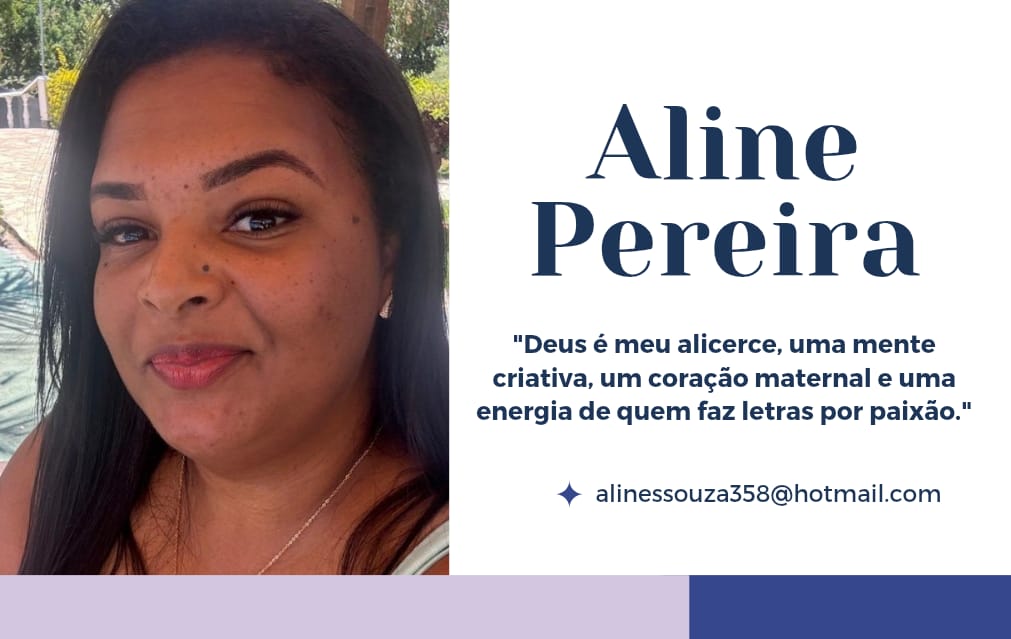 Aline
Pereira
"Deus é meu alicerce, uma mente
criativa, um coração maternal e uma
energia de quem faz letras por paixão."
alinessouza358@hotmail.com